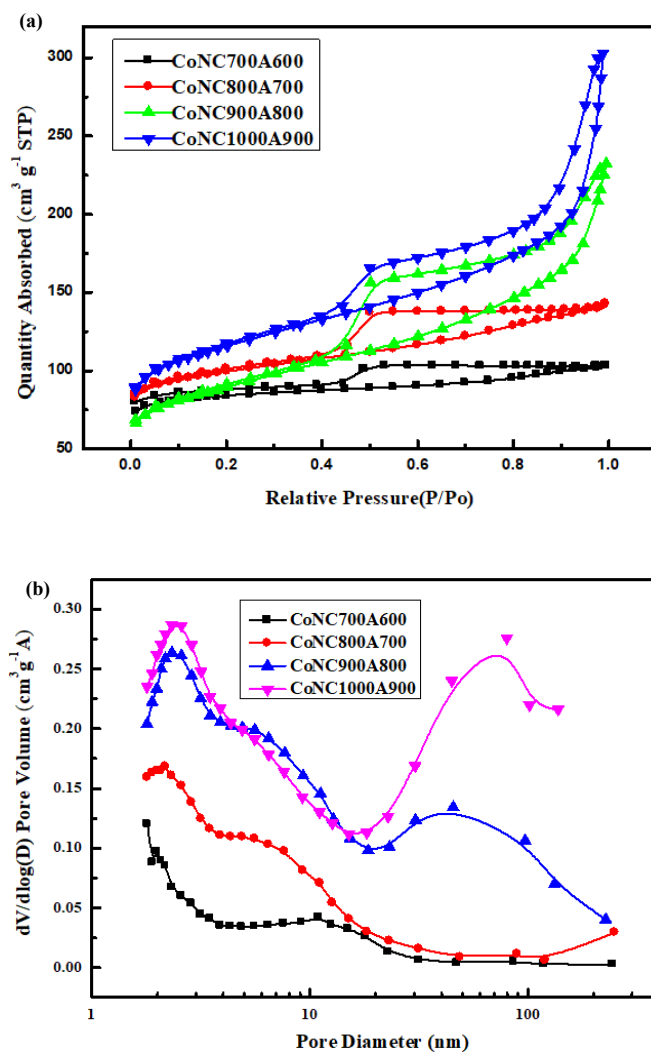 (a)
CoNC700A600
CoNC800A700
CoNC900A800
CoNC1000A900
Quantity Absorbed (cm³ g⁻¹ STP)
300
250
200
150
100
50
0.0 0.2 0.4 0.6 0.8 1.0
Relative Pressure(P/Po)
(b)
CoNC700A600
CoNC800A700
CoNC900A800
CoNC1000A900
dV/dlog(D) Pore Volume (cm³ g⁻¹ A)
0.30
0.25
0.20
0.15
0.10
0.05
0.00
1 10 100
Pore Diameter (nm)